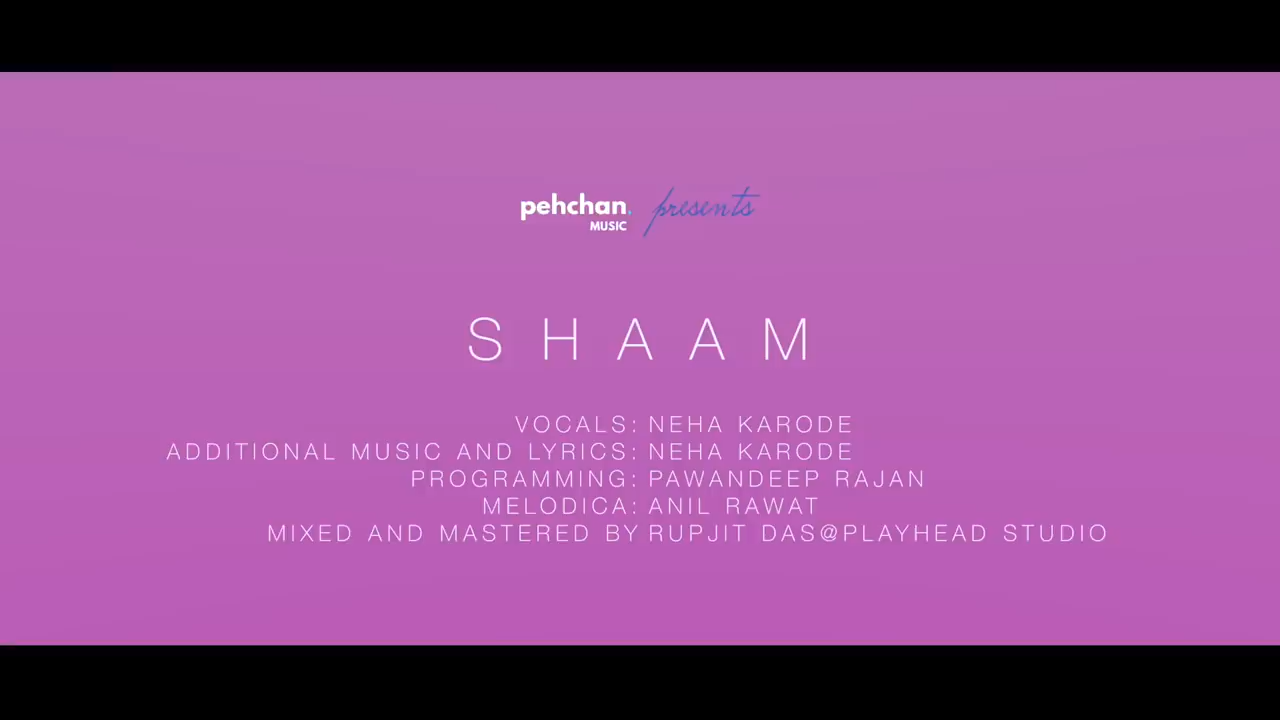 pehchan. presents
MUSIC
SHAAM
VOCALS: NEHA KARODE
ADDITIONAL MUSIC AND LYRICS: NEHA KARODE
PROGRAMMING: PAWANDEEP RAJAN
MELODICA: ANIL RAWAT
MIXED AND MASTERED BY RUPJIT DAS@PLAYHEAD STUDIO